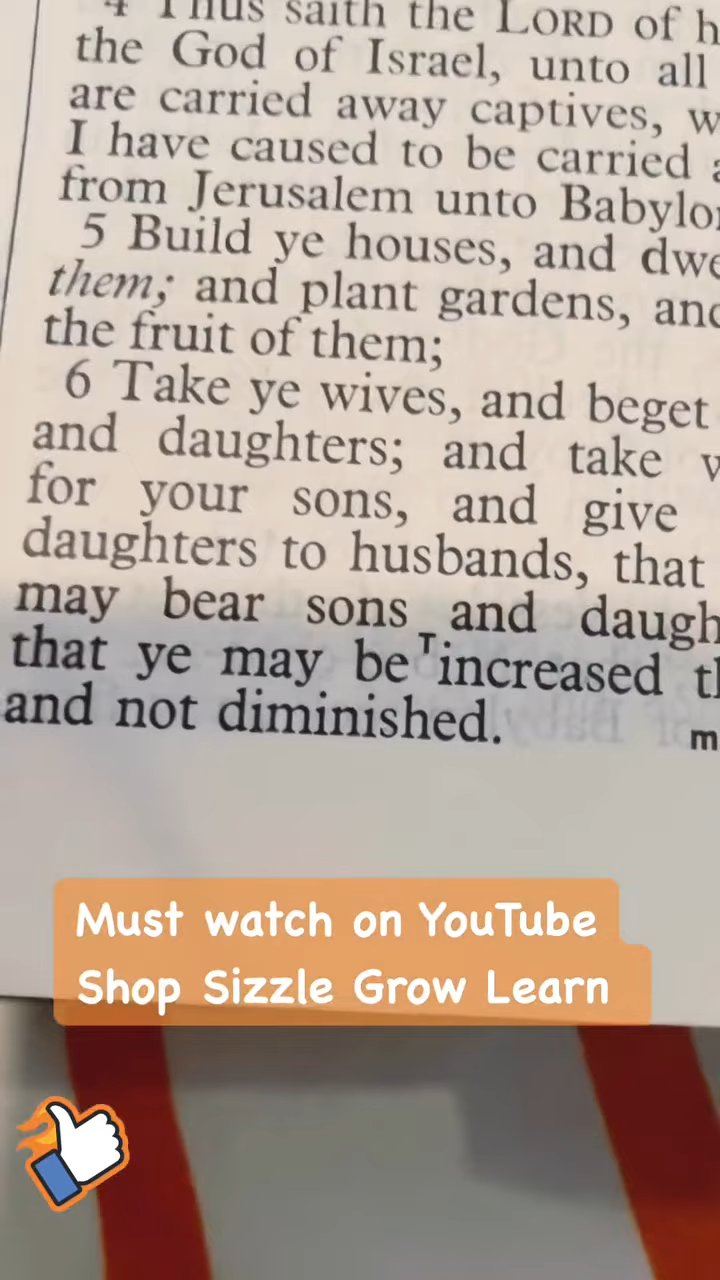 4 Thus saith the LORD of
the God of Israel, unto all
are carried away captives,
I have caused to be carried
from Jerusalem unto Babylon
5 Build ye houses, and
them; and plant gardens, and
the fruit of them;
6 Take ye wives, and beget
and daughters; and take
for your sons, and give
daughters to husbands, that
may bear sons and
that ye may be increased
and not diminished.
Must watch on YouTube
Shop Sizzle Grow Learn